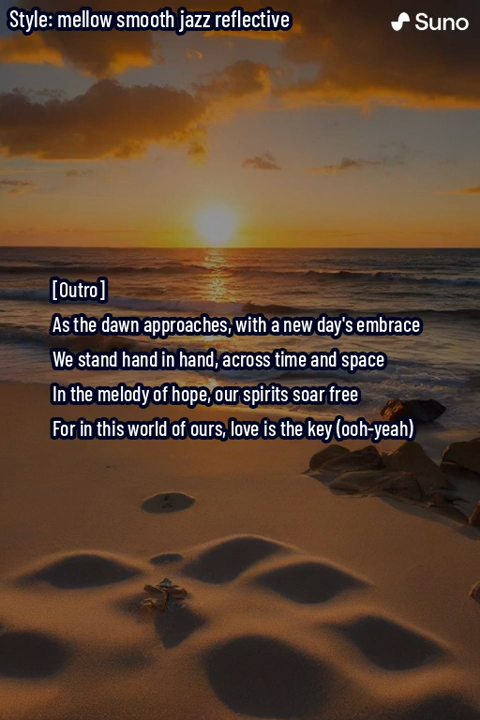 Style: mellow smooth jazz reflective
Suno
[Outro]
As the dawn approaches, with a new day's embrace
We stand hand in hand, across time and space
In the melody of hope, our spirits soar free
For in this world of ours, love is the key (ooh-yeah)